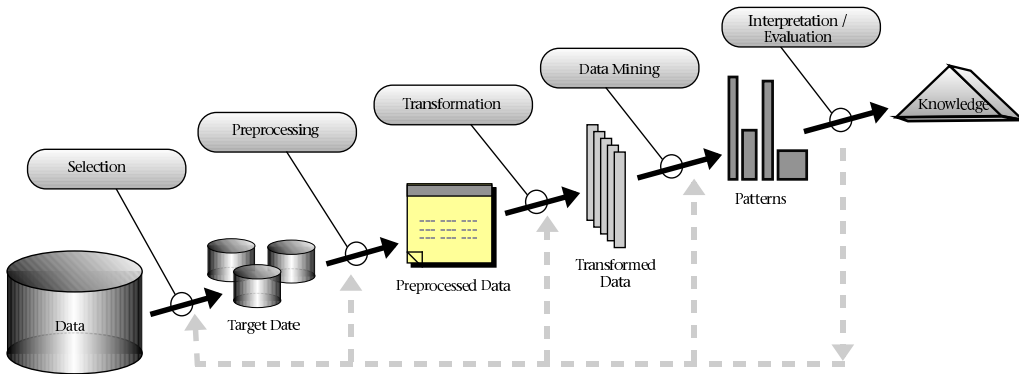 Interpretation /
Evaluation
Data Mining
Transformation
Preprocessing
Selection
Knowledge
Patterns
Transformed
Data
Preprocessed Data
Target Date
Data